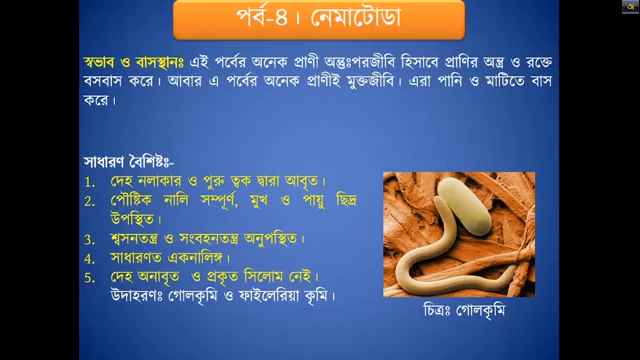 পর্ব-৪। নেমাটোডা
স্বভাব ও বাসস্থানঃ এই পর্বের অনেক প্রাণী অন্তঃপরজীবি হিসাবে প্রাণির অন্ত্র ও রক্তে
বসবাস করে। আবার এ পর্বের অনেক প্রাণীই মুক্তজীবি। এরা পানি ও মাটিতে বাস
করে।
সাধারণ বৈশিষ্টঃ-
1. দেহ নলাকার ও পুরু ত্বক দ্বারা আবৃত।
2. পৌষ্টিক নালি সম্পূর্ণ, মুখ ও পায়ু ছিদ্র
উপস্থিত।
3. শ্বসনতন্ত্র ও সংবহনতন্ত্র অনুপস্থিত।
4. সাধারণত একনালিঙ্গ।
5. দেহ অনাবৃত ও প্রকৃত সিলোম নেই।
উদাহরণঃ গোলকৃমি ও ফাইলেরিয়া কৃমি।
চিত্রঃ গোলকৃমি
অ